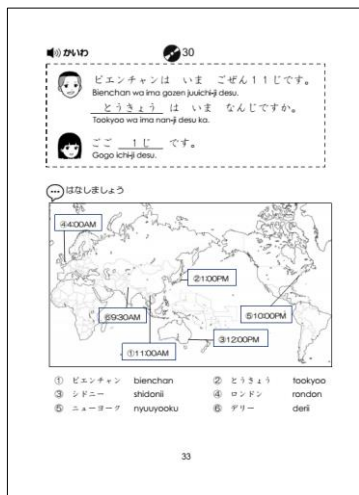 かいわ 30
ビエンチャンは いま ごぜん11じです。
Bienchan wa ima gozen juuichi-ji desu.
とうきょう は いま なんじですか。
Tookyoo wa ima nan-ji desu ka.
ごご 1じ です。
Gogo ichi-ji desu.
はなしましょう
④4:00AM
②1:00PM
⑥9:30AM
⑤10:00PM
③12:00PM
①11:00AM
① ビエンチャン bienchan ② とうきょう tookyoo
③ シドニー shidonii ④ ロンドン rondon
⑤ ニューヨーク nyuuyooku ⑥ デリー derii
33